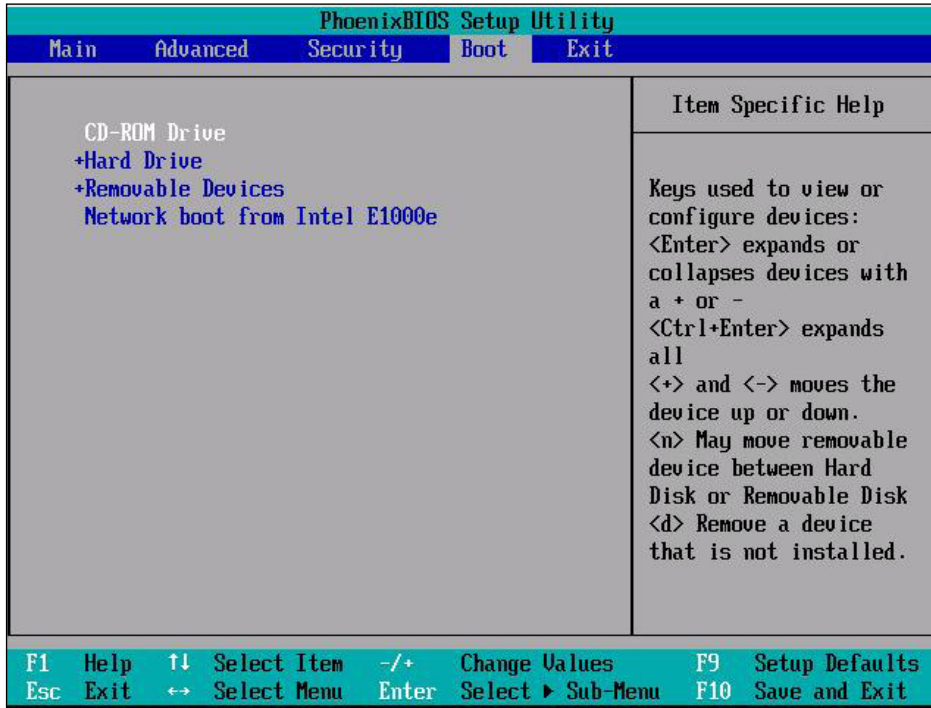 PhoenixBIOS Setup Utility
Main Advanced Security Boot Exit
CD-ROM Drive
+Hard Drive
+Removable Devices
Network boot from Intel E1000e
Item Specific Help
Keys used to view or
configure devices:
<Enter> expands or
collapses devices with
a + or -
<Ctrl+Enter> expands
all
<+> and <-> moves the
device up or down.
<n> May move removable
device between Hard
Disk or Removable Disk
<d> Remove a device
that is not installed.
F1 Help ↑↓ Select Item -/+ Change Values F9 Setup Defaults
Esc Exit ↔ Select Menu Enter Select ▶ Sub-Menu F10 Save and Exit